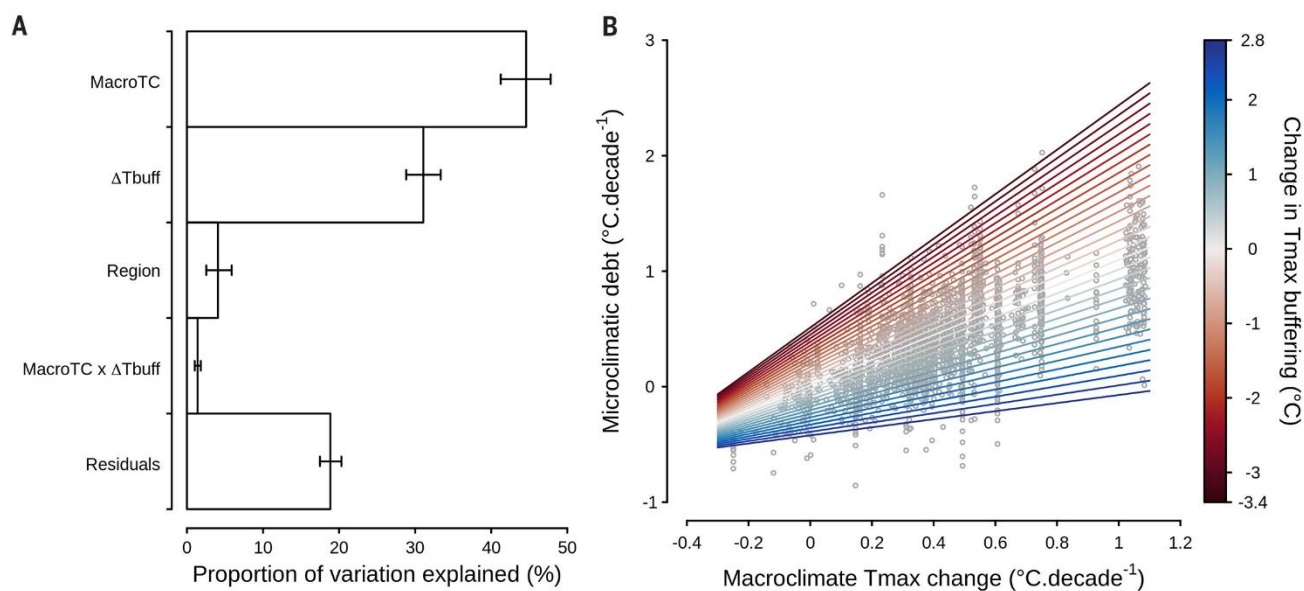 A
MacroTC
ΔTbuff
Region
MacroTC x ΔTbuff
Residuals
0 10 20 30 40 50
Proportion of variation explained (%)
B
3
2
1
0
-1
Microclimatic debt (°C.decade⁻¹)
-0.4 -0.2 0 0.2 0.4 0.6 0.8 1 1.2
Macroclimate Tmax change (°C.decade⁻¹)
2.8
2
1
0
-1
-2
-3
-3.4
Change in Tmax buffering (°C)